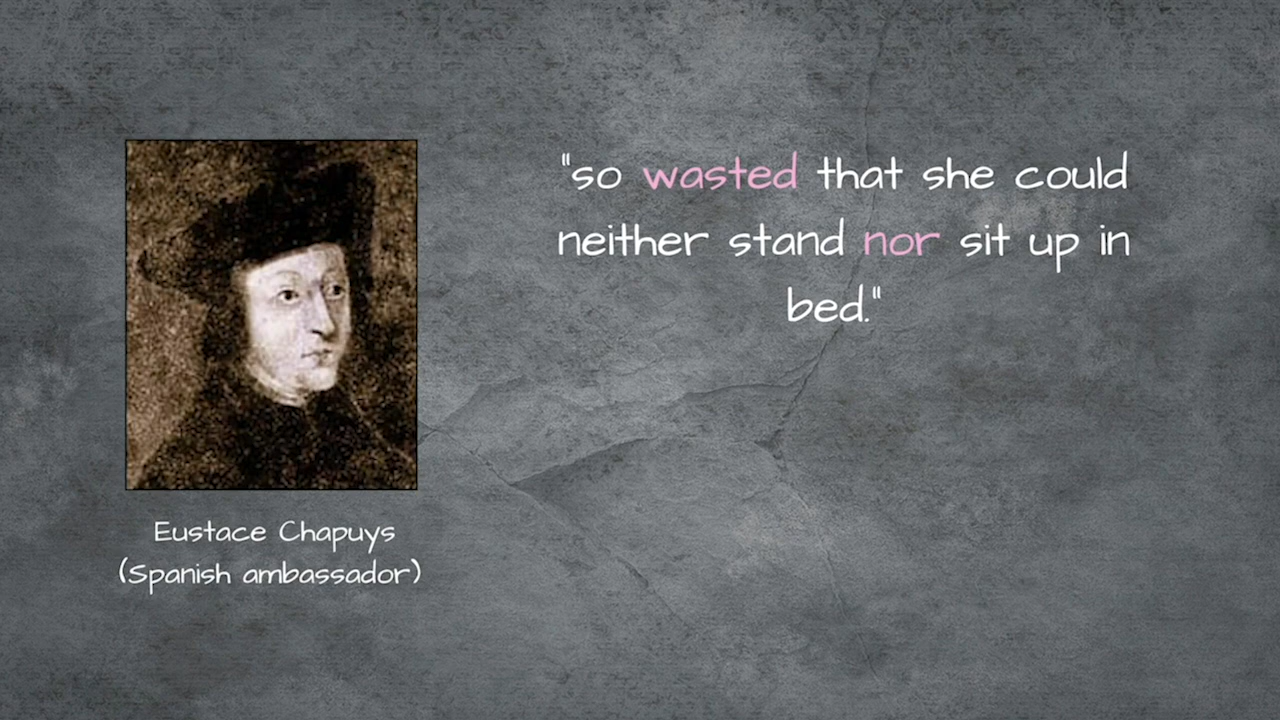 "so wasted that she could
neither stand nor sit up in
bed."
Eustace Chapuys
(Spanish ambassador)